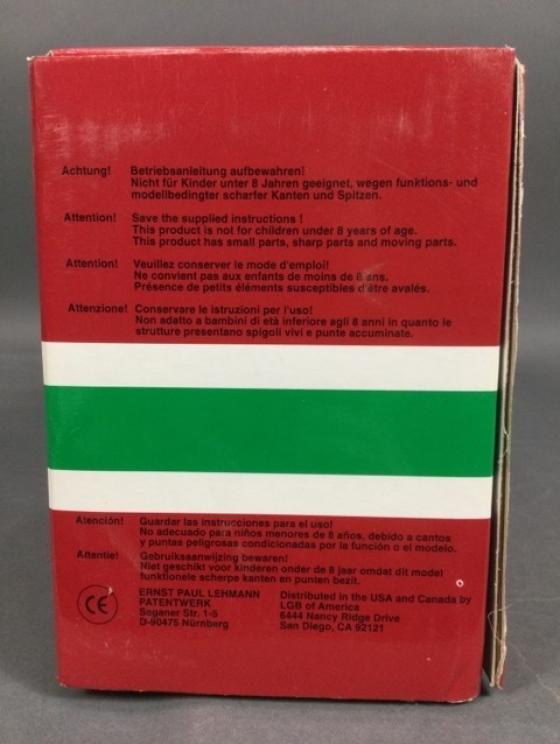 Achtung! Betriebsanleitung aufbewahren!
Nicht für Kinder unter 8 Jahren geeignet, wegen funktions- und
modellbedingter scharfer Kanten und Spitzen.
Attention! Save the supplied instructions !
This product is not for children under 8 years of age.
This product has small parts, sharp parts and moving parts.
Attention! Veuillez conserver le mode d'emploi!
Ne convient pas aux enfants de moins de 8 ans.
Présence de petits éléments susceptibles d'être avalés.
Attenzione! Conservare le istruzioni per l'uso!
Non adatto a bambini di età inferiore agli 8 anni in quanto le
strutture presentano spigoli vivi e punte accuminate.
Atención! Guardar las instrucciones para el uso!
No adecuado para niños menores de 8 años, debido a cantos
y puntas peligrosas condicionadas por la función o el modelo.
Attentie! Gebruiksaanwijzing bewaren!
Niet geschikt voor kinderen onder de 8 jaar omdat dit model
funktionele scherpe kanten en punten bezit.
CE
ERNST PAUL LEHMANN
PATENTWERK
Saganer Str. 1-5
D-90475 Nürnberg
Distributed in the USA and Canada by
LGB of America
6444 Nancy Ridge Drive
San Diego, CA 92121